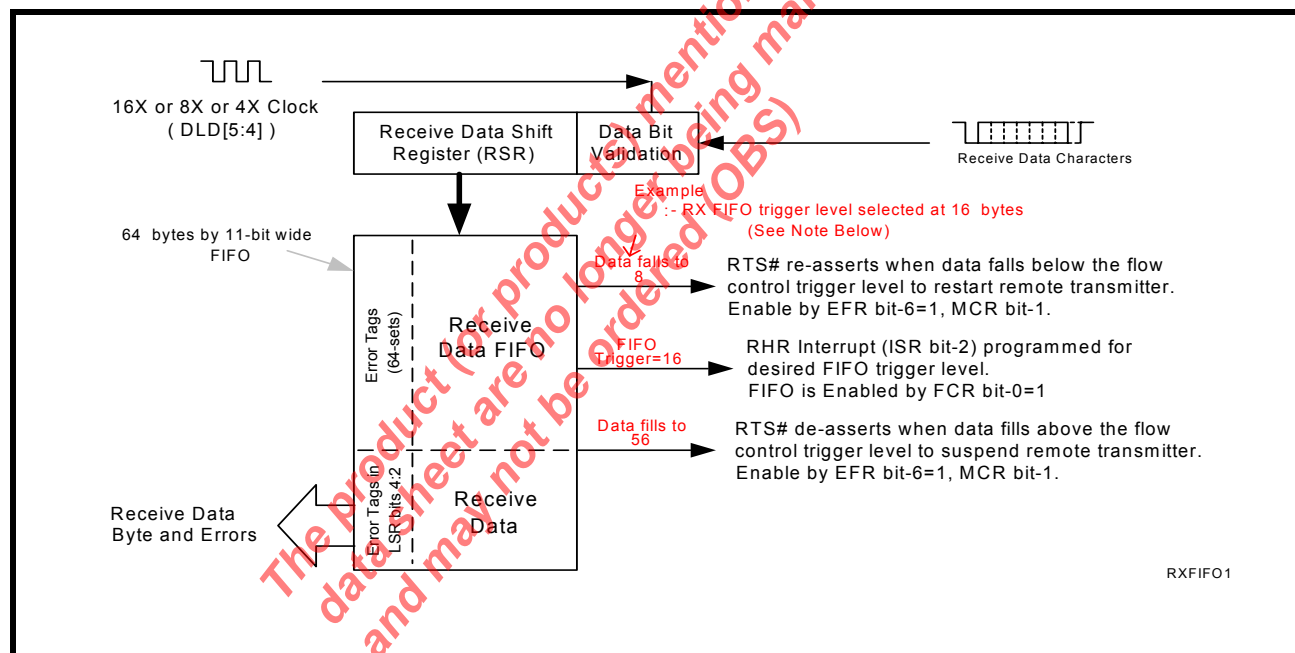 16X or 8X or 4X Clock
( DLD[5:4] )
Receive Data Shift
Register (RSR)
Data Bit
Validation
Receive Data Characters
Example
:- RX FIFO trigger level selected at 16 bytes
(See Note Below)
64 bytes by 11-bit wide
FIFO
Data falls to
8
RTS# re-asserts when data falls below the flow
control trigger level to restart remote transmitter.
Enable by EFR bit-6=1, MCR bit-1.
Error Tags
(64-sets)
Receive
Data FIFO
FIFO
Trigger=16
RHR Interrupt (ISR bit-2) programmed for
desired FIFO trigger level.
FIFO is Enabled by FCR bit-0=1
Data fills to
56
RTS# de-asserts when data fills above the flow
control trigger level to suspend remote transmitter.
Enable by EFR bit-6=1, MCR bit-1.
Error Tags in
LSR bits 4:2
Receive
Data
Receive Data
Byte and Errors
RXFIFO1
The product (or products) mentio
data sheet are no longer being ma
and may not be ordered (OBS)